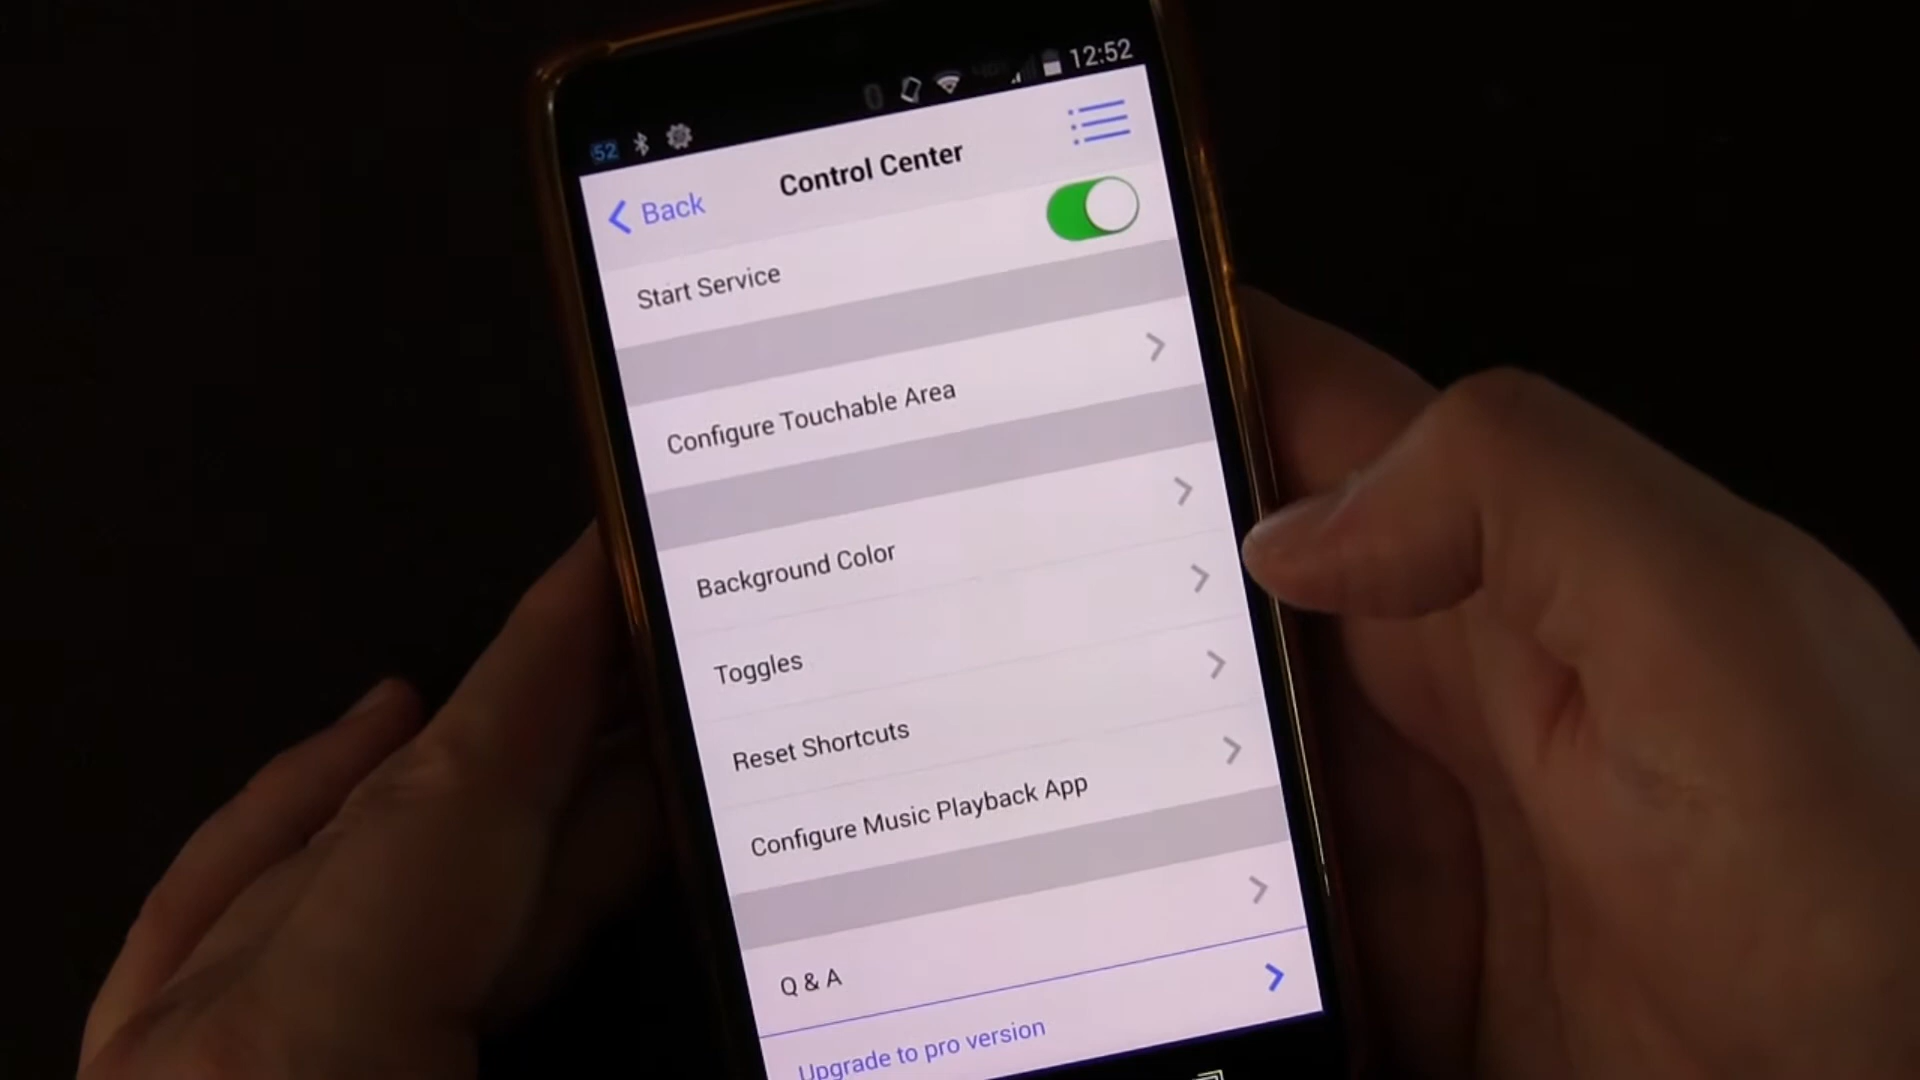 52
12:52
Back
Control Center
Start Service
Configure Touchable Area
Background Color
Toggles
Reset Shortcuts
Configure Music Playback App
Q & A
Upgrade to pro version